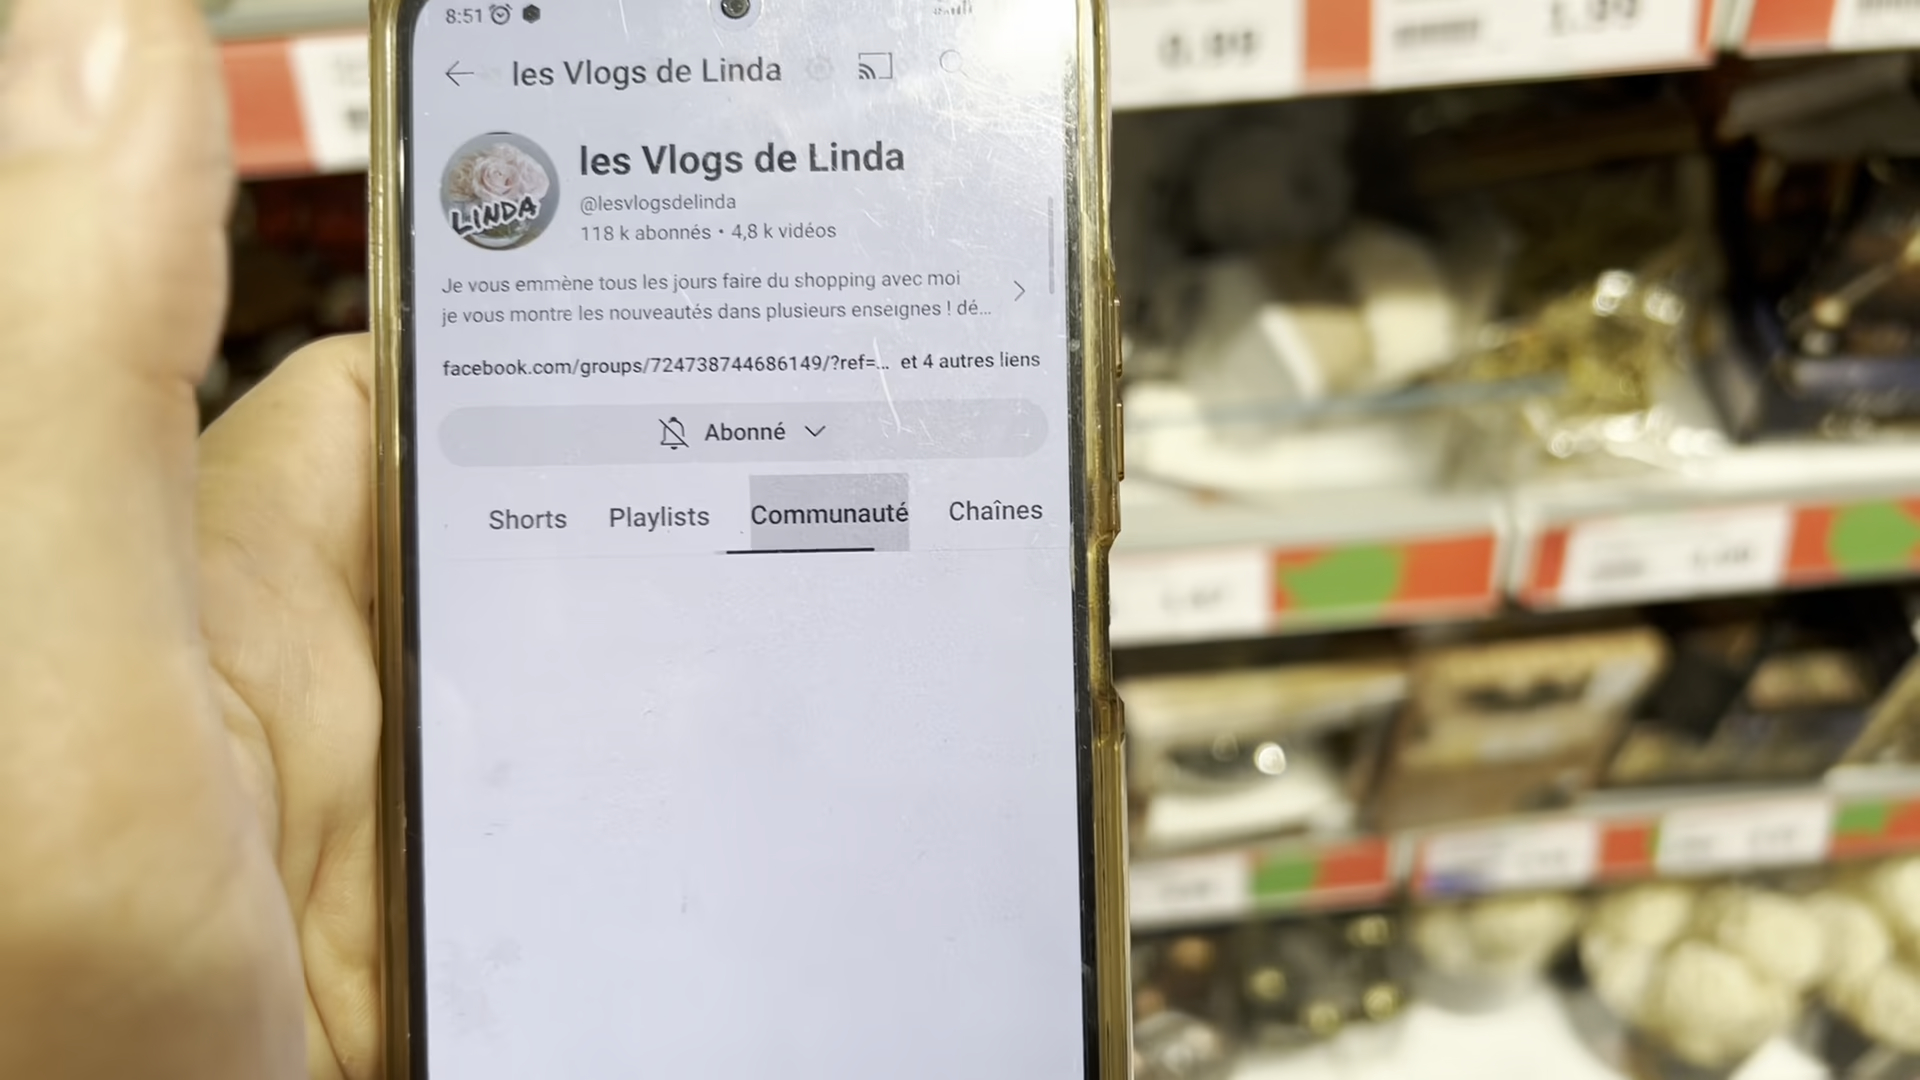 8:51
les Vlogs de Linda
LINDA
les Vlogs de Linda
@lesvlogsdelinda
118 k abonnés • 4,8 k vidéos
Je vous emmène tous les jours faire du shopping avec moi
je vous montre les nouveautés dans plusieurs enseignes ! dé...
facebook.com/groups/724738744686149/?ref=... et 4 autres liens
Abonné
Shorts Playlists Communauté Chaînes